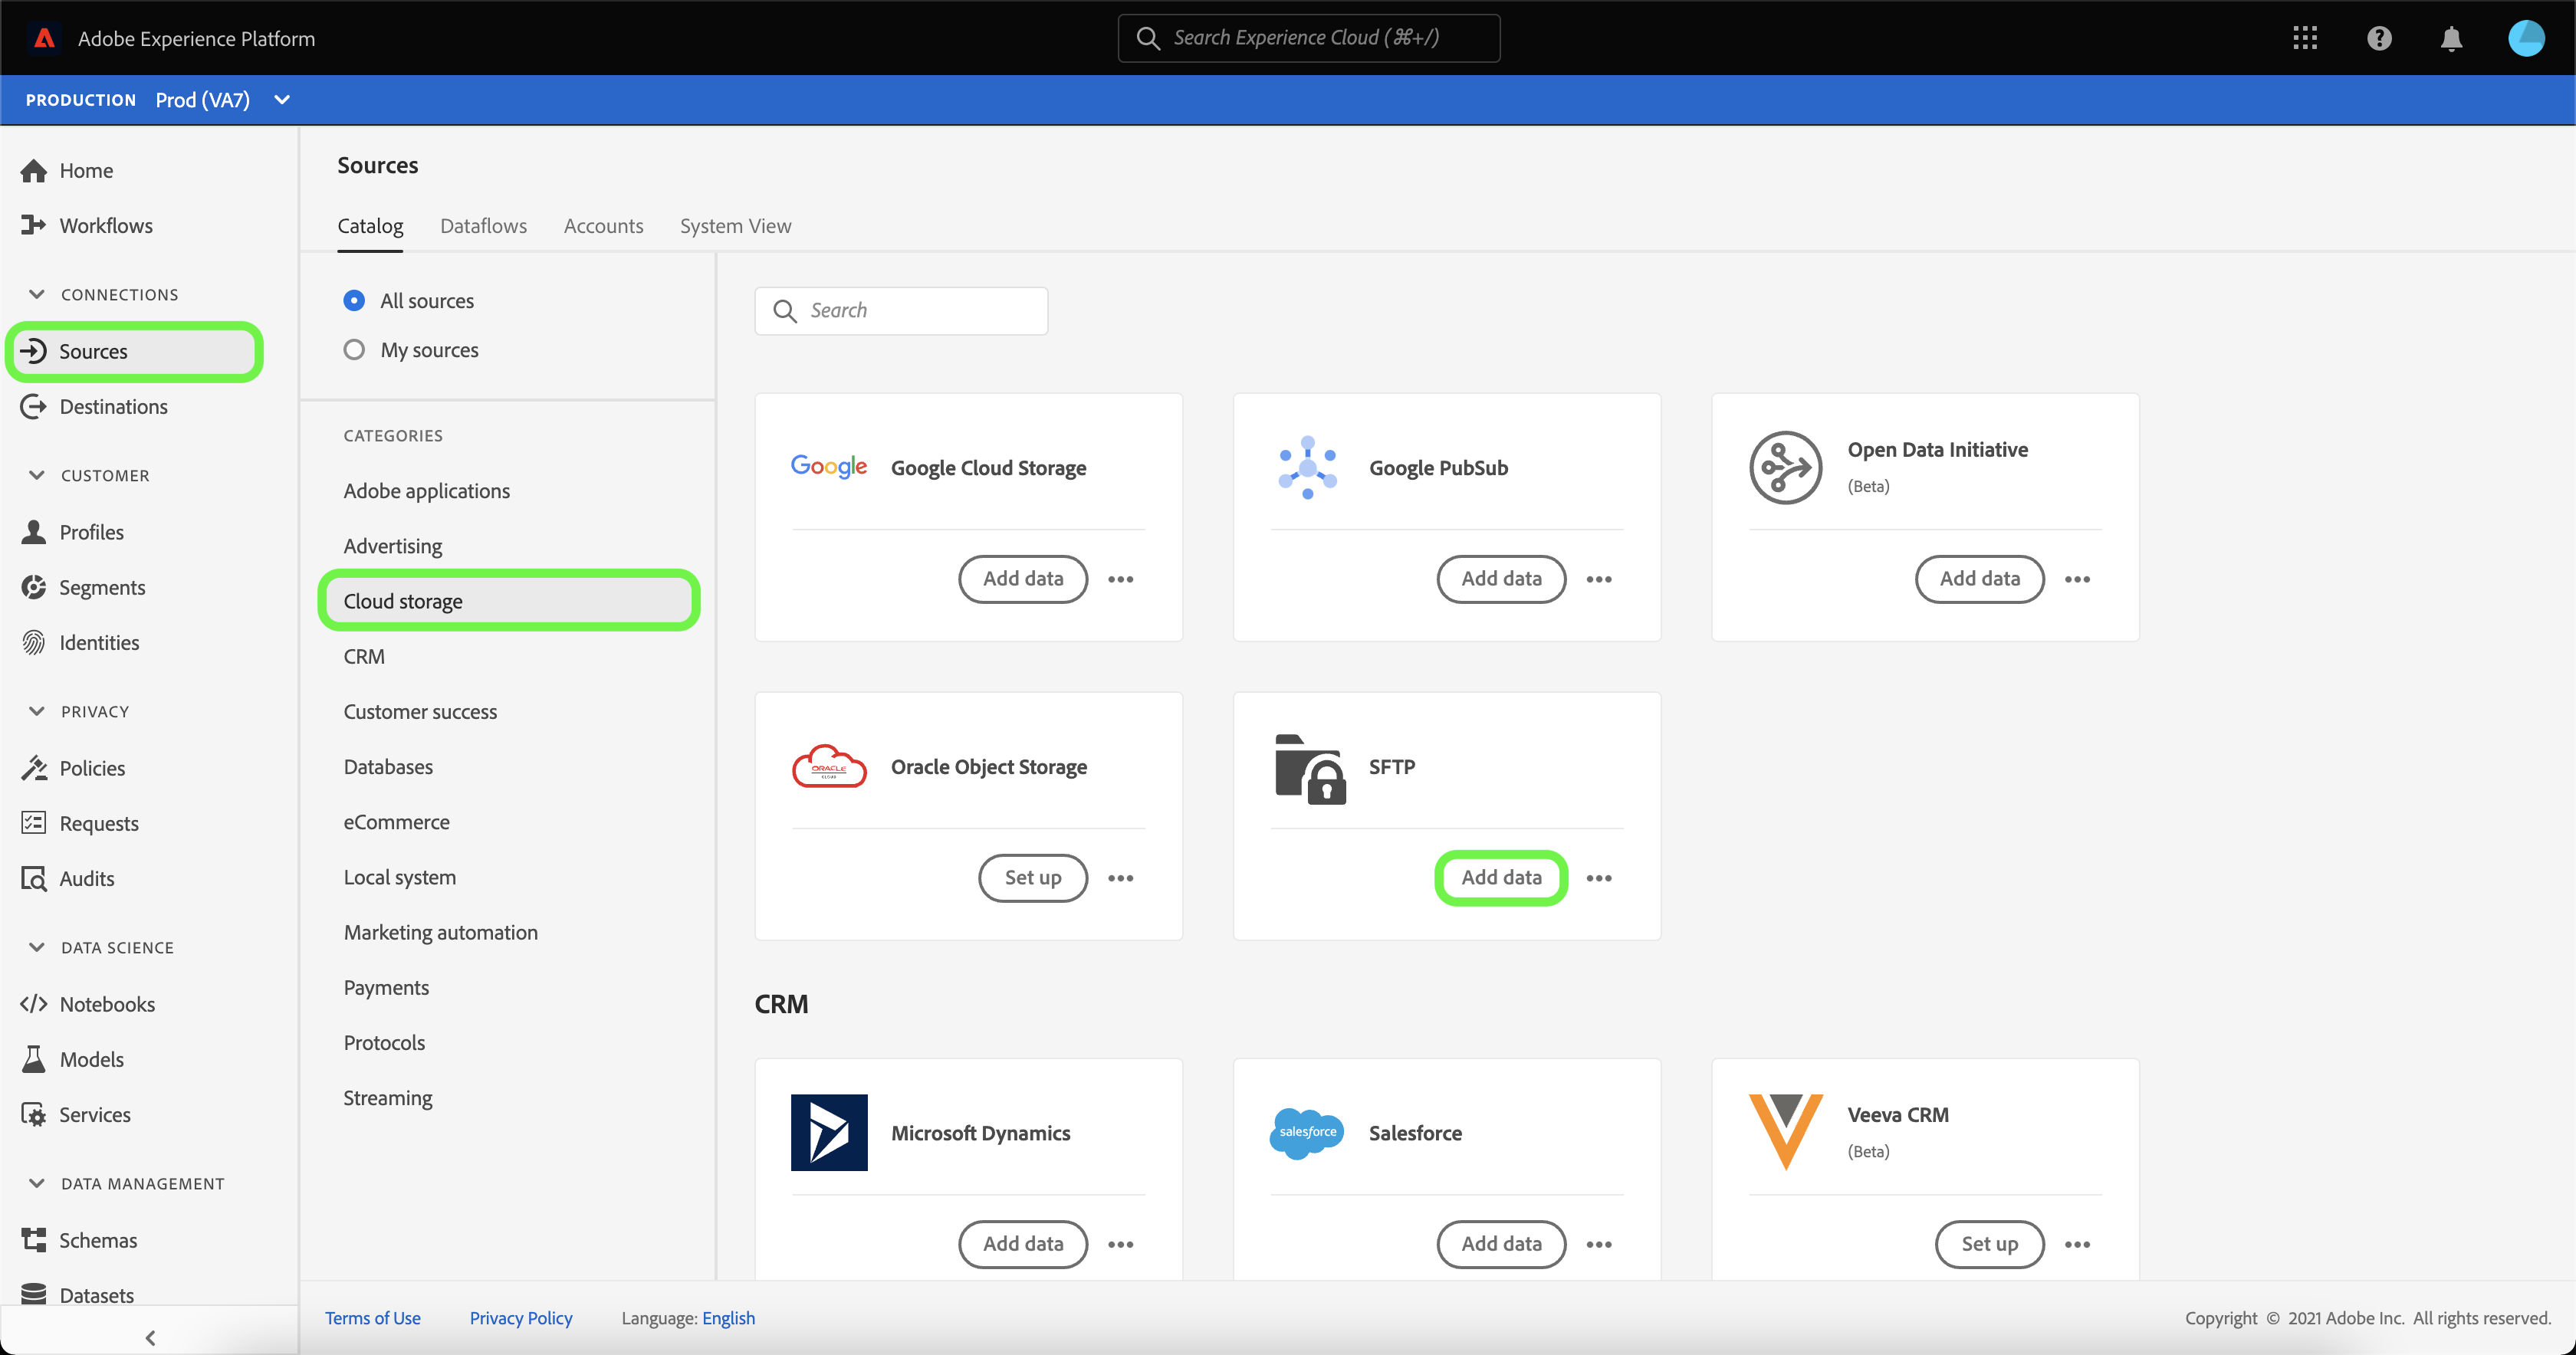 Adobe Experience Platform
Search Experience Cloud (⌘+/)
PRODUCTION Prod (VA7)
Home
Workflows
CONNECTIONS
Sources
Destinations
CUSTOMER
Profiles
Segments
Identities
PRIVACY
Policies
Requests
Audits
DATA SCIENCE
Notebooks
Models
Services
DATA MANAGEMENT
Schemas
Datasets
Sources
Catalog Dataflows Accounts System View
All sources
My sources
CATEGORIES
Adobe applications
Advertising
Cloud storage
CRM
Customer success
Databases
eCommerce
Local system
Marketing automation
Payments
Protocols
Streaming
Search
Google Google Cloud Storage
Add data
Google PubSub
Add data
Open Data Initiative
(Beta)
Add data
ORACLE
CLOUD
Oracle Object Storage
Set up
SFTP
Add data
CRM
Microsoft Dynamics
Add data
salesforce Salesforce
Add data
Veeva CRM
(Beta)
Set up
Terms of Use Privacy Policy Language: English
Copyright © 2021 Adobe Inc. All rights reserved.